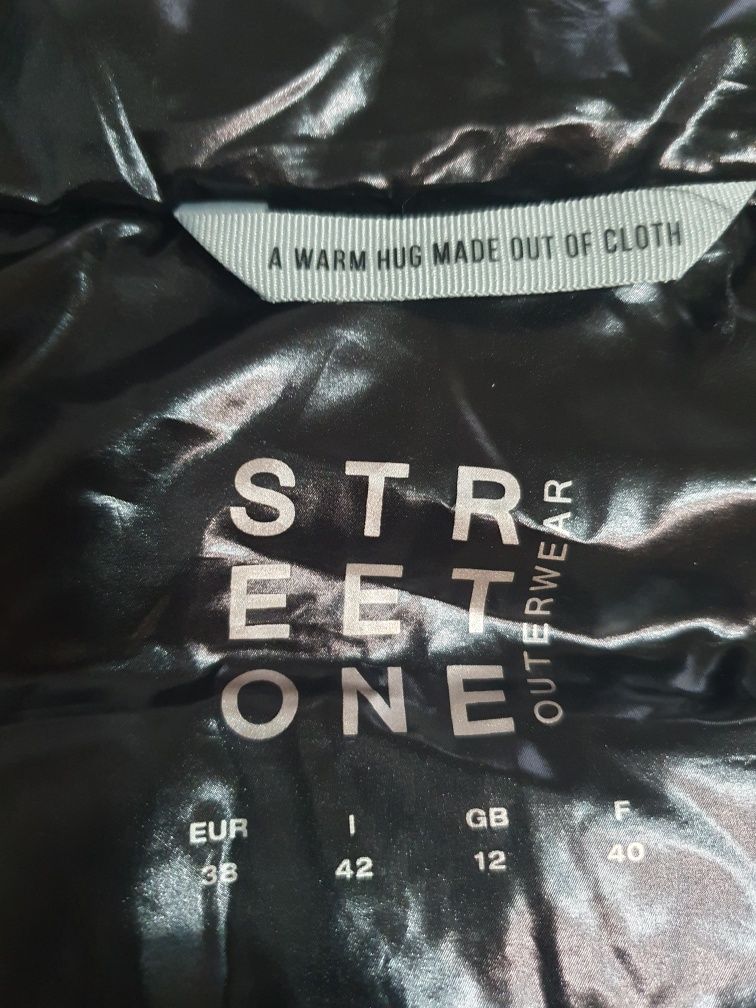 A WARM HUG MADE OUT OF CLOTH
STR
EET
ONE
OUTERWEAR
EUR I GB F
38 42 12 40